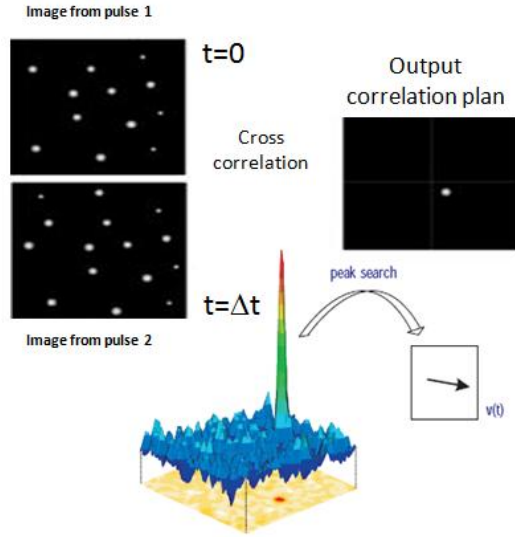 Image from pulse 1
t=0
Output
correlation plan
Cross
correlation
peak search
t=Δt
Image from pulse 2
v(t)